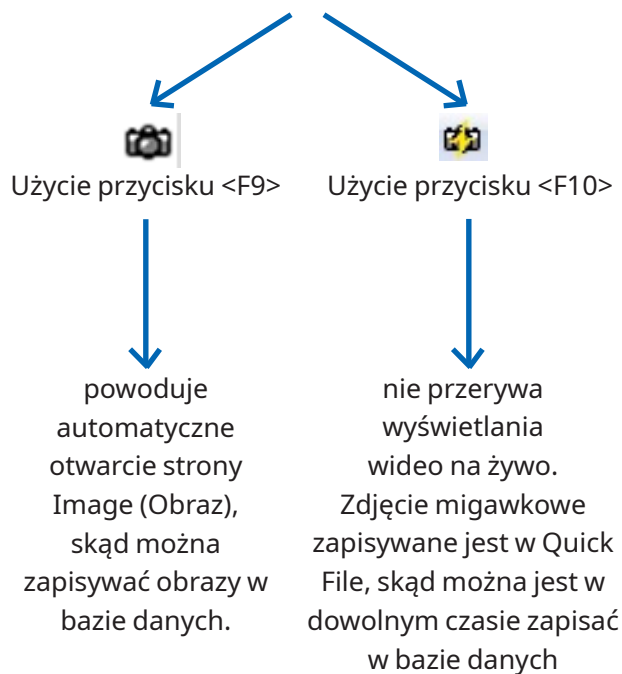 Użycie przycisku <F9>
powoduje
automatyczne
otwarcie strony
Image (Obraz),
skąd można
zapisywać obrazy w
bazie danych.
Użycie przycisku <F10>
nie przerywa
wyświetlania
wideo na żywo.
Zdjęcie migawkowe
zapisywane jest w Quick
File, skąd można jest w
dowolnym czasie zapisać
w bazie danych